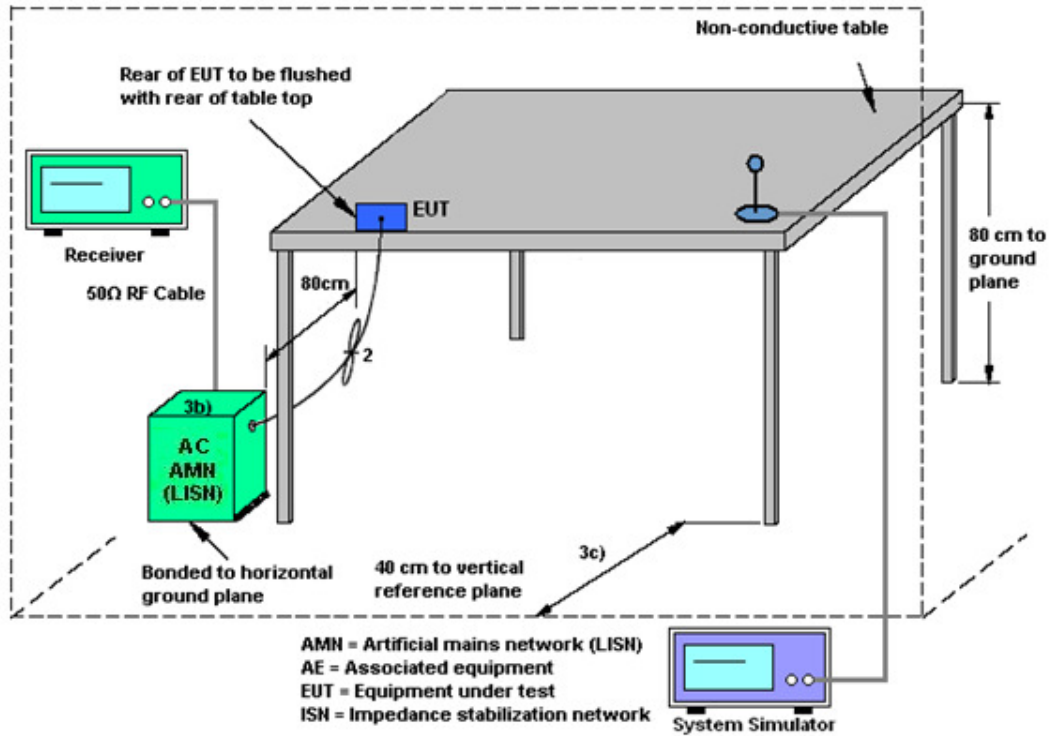 Non-conductive table
Rear of EUT to be flushed
with rear of table top
EUT
Receiver
80 cm to
ground
plane
80cm
50Ω RF Cable
2
3b)
AC
AMN
(LISN)
3c)
Bonded to horizontal
ground plane
40 cm to vertical
reference plane
AMN = Artificial mains network (LISN)
AE = Associated equipment
EUT = Equipment under test
ISN = Impedance stabilization network
System Simulator